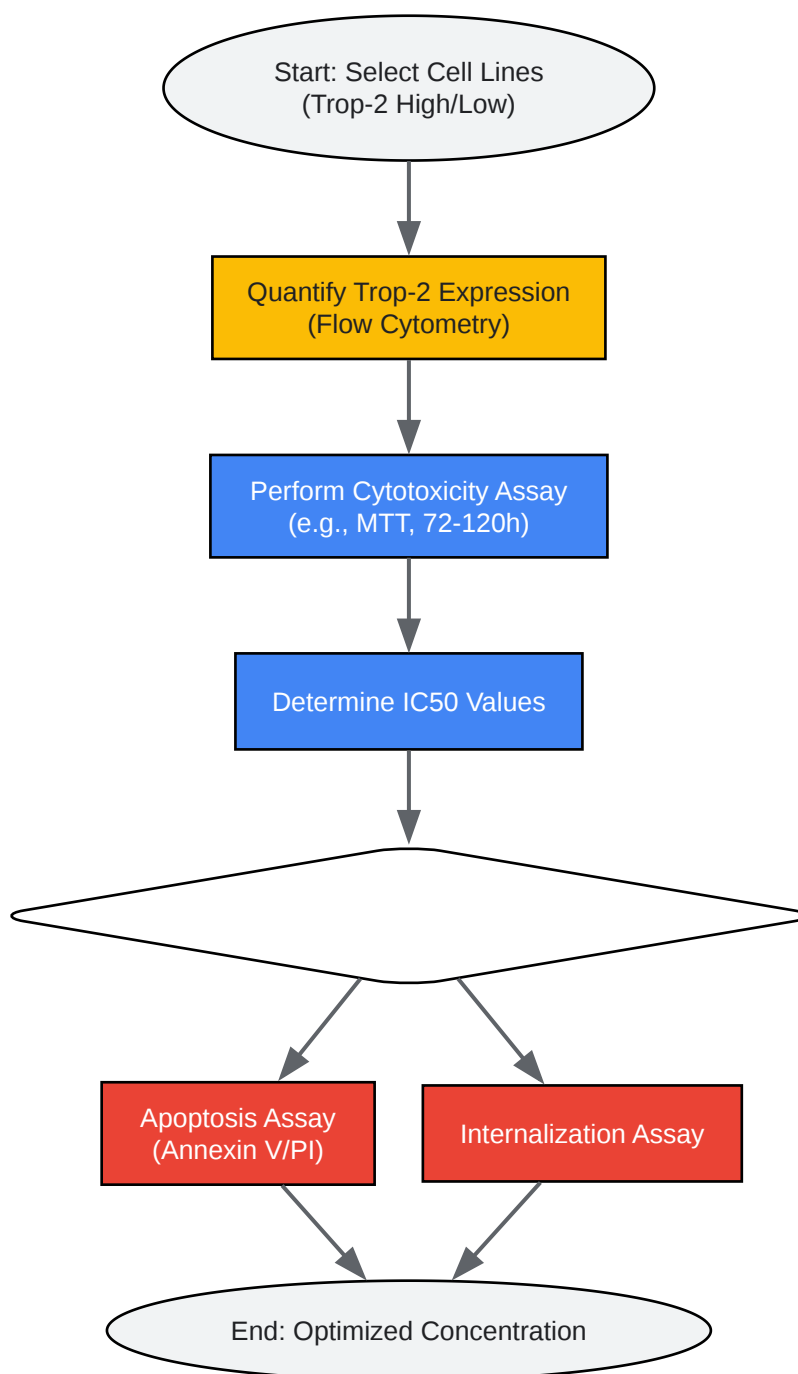 Start: Select Cell Lines
(Trop-2 High/Low)
Quantify Trop-2 Expression
(Flow Cytometry)
Perform Cytotoxicity Assay
(e.g., MTT, 72-120h)
Determine IC50 Values
Apoptosis Assay
(Annexin V/PI)
Internalization Assay
End: Optimized Concentration